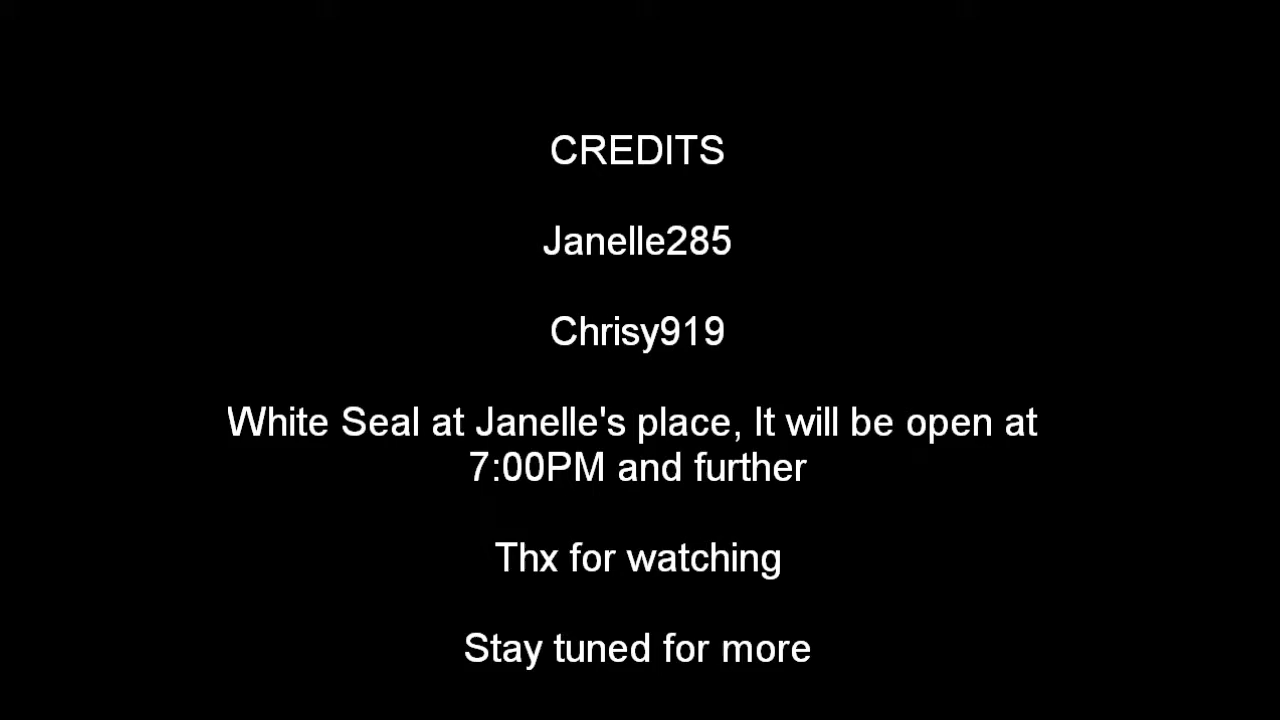 CREDITS
Janelle285
Chrisy919
White Seal at Janelle's place, It will be open at
7:00PM and further
Thx for watching
Stay tuned for more